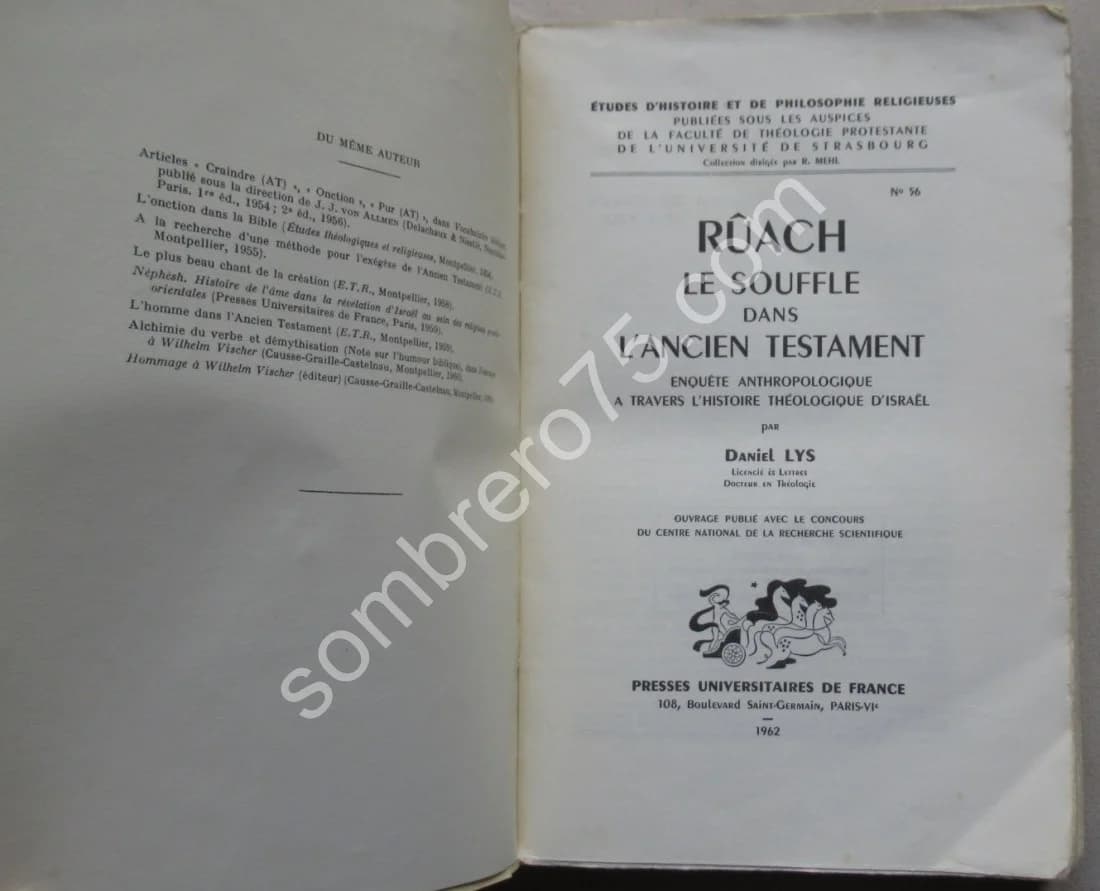 DU MÊME AUTEUR
Articles « Craindre (AT) », « Onction », « Pur (AT) », dans Vocabulaire
publié sous la direction de J. J. VON ALLMEN (Delachaux & Niestlé,
Paris, 1re éd., 1954 ; 2e éd., 1956).
L'onction dans la Bible (Études théologiques et religieuses, Montpellier, 1954
A la recherche d'une méthode pour l'exégèse de l'Ancien Testament (E.T.R.
Montpellier, 1955).
Le plus beau chant de la création (E.T.R., Montpellier, 1958).
Néphésh. Histoire de l'âme dans la révélation d'Israël au sein des religions
orientales (Presses Universitaires de France, Paris, 1959).
L'homme dans l'Ancien Testament (E.T.R., Montpellier, 1959).
Alchimie du verbe et démythisation (Note sur l'humour biblique), dans
à Wilhelm Vischer (Causse-Graille-Castelnau, Montpellier, 1960).
Hommage à Wilhelm Vischer (éditeur) (Causse-Graille-Castelnau, Montpellier,
ÉTUDES D'HISTOIRE ET DE PHILOSOPHIE RELIGIEUSES
PUBLIÉES SOUS LES AUSPICES
DE LA FACULTÉ DE THÉOLOGIE PROTESTANTE
DE L'UNIVERSITÉ DE STRASBOURG
Collection dirigée par R. MEHL
No 56
RÛACH
LE SOUFFLE
DANS
L'ANCIEN TESTAMENT
ENQUÊTE ANTHROPOLOGIQUE
A TRAVERS L'HISTOIRE THÉOLOGIQUE D'ISRAËL
PAR
Daniel LYS
Licencié ès Lettres
Docteur en Théologie
OUVRAGE PUBLIÉ AVEC LE CONCOURS
DU CENTRE NATIONAL DE LA RECHERCHE SCIENTIFIQUE
PRESSES UNIVERSITAIRES DE FRANCE
108, Boulevard Saint-Germain, PARIS-VIe
1962
sombrero75.com